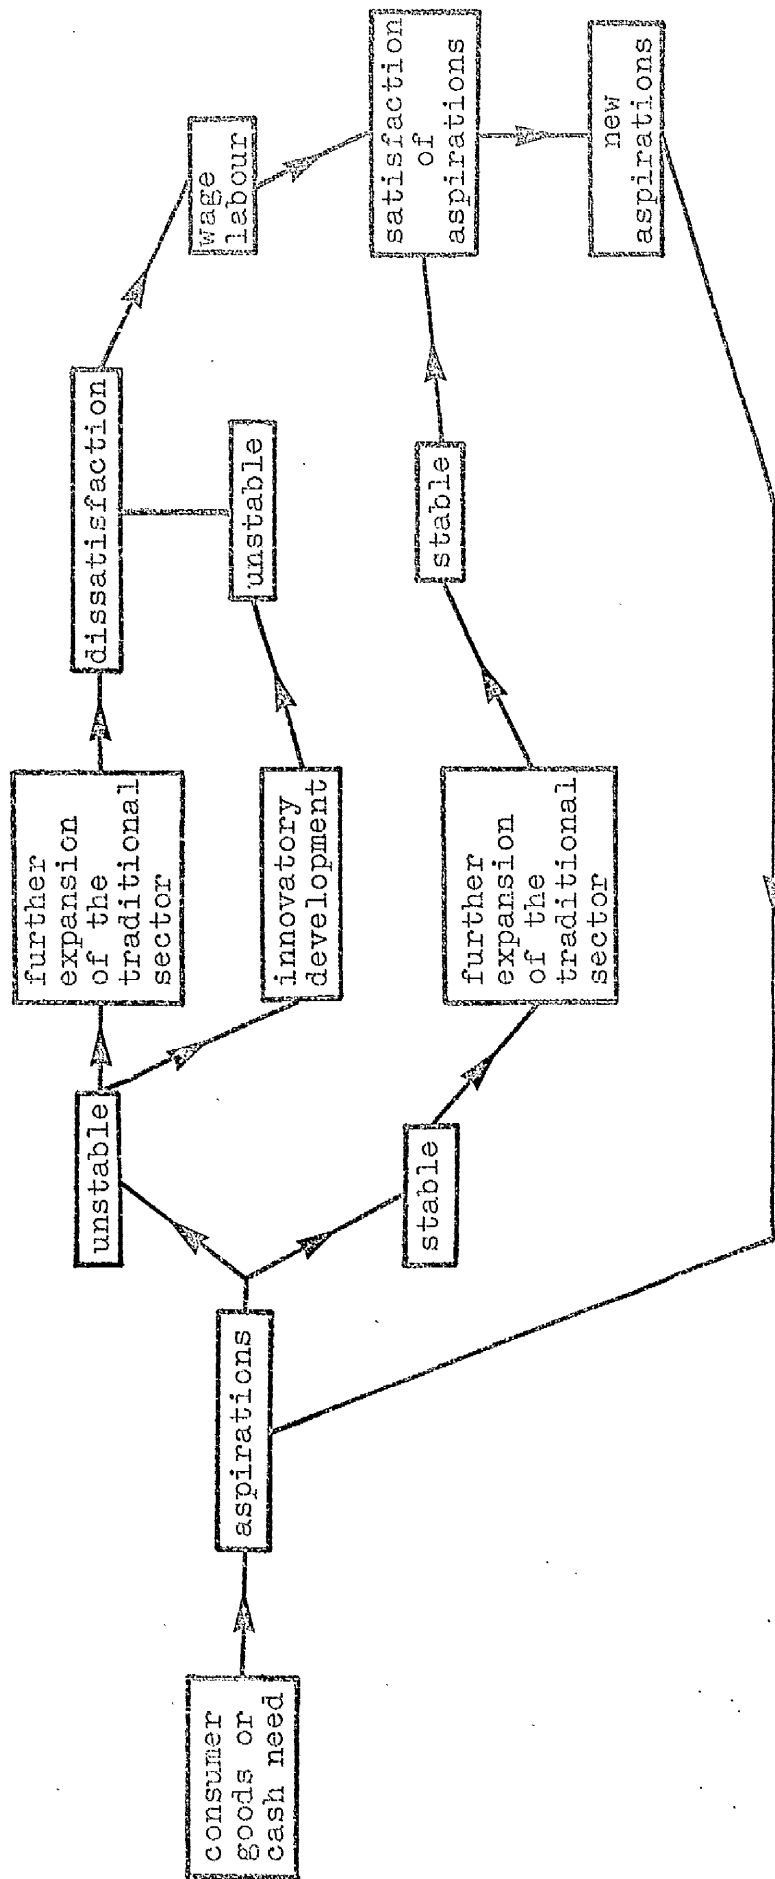 consumer
goods or
cash need
aspirations
unstable
stable
further
expansion
of the
traditional
sector
innovatory
development
further
expansion
of the
traditional
sector
dissatisfaction
unstable
stable
wage
labour
satisfaction
of
aspirations
new
aspirations